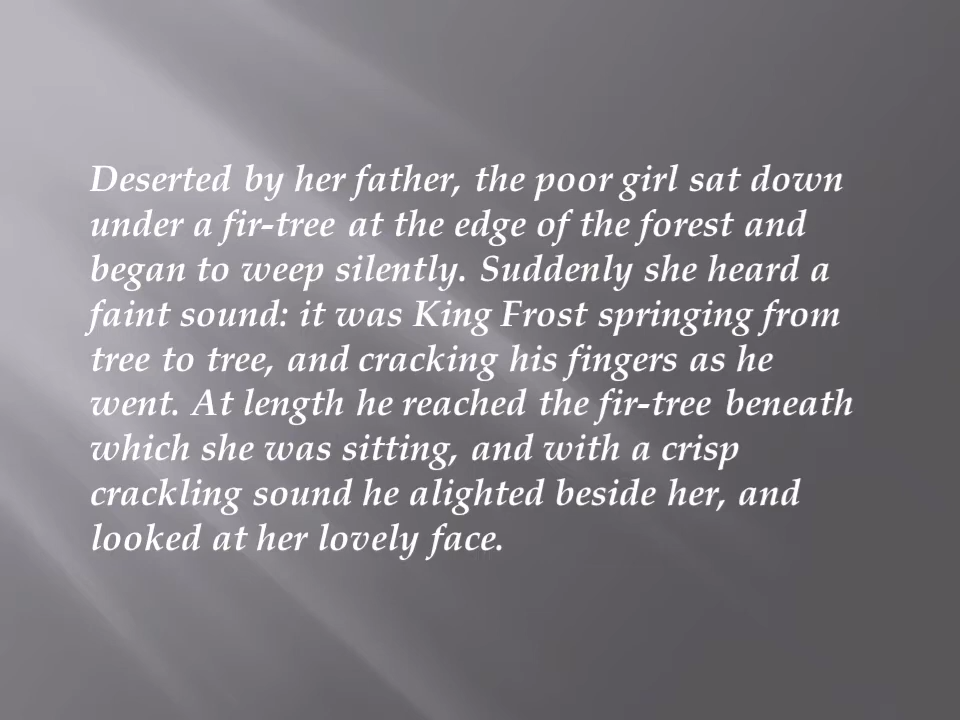 Deserted by her father, the poor girl sat down
under a fir-tree at the edge of the forest and
began to weep silently. Suddenly she heard a
faint sound: it was King Frost springing from
tree to tree, and cracking his fingers as he
went. At length he reached the fir-tree beneath
which she was sitting, and with a crisp
crackling sound he alighted beside her, and
looked at her lovely face.